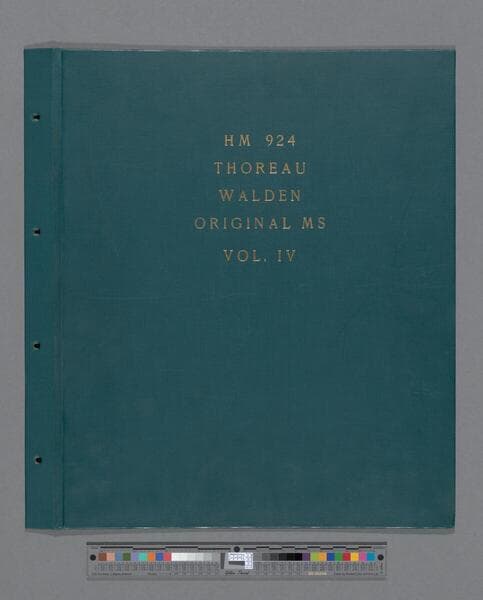 HM 924
THOREAU
WALDEN
ORIGINAL MS
VOL. IV